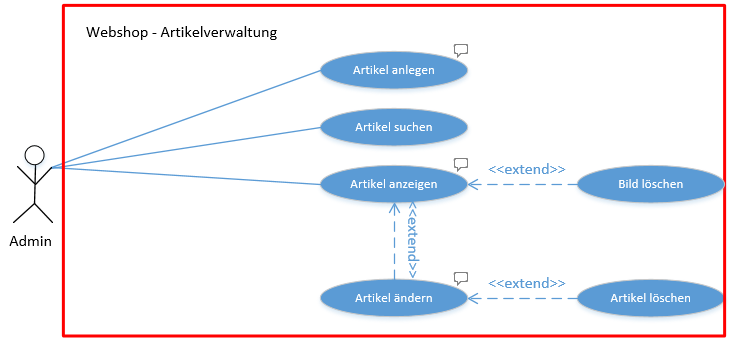 Webshop - Artikelverwaltung
Artikel anlegen
Artikel suchen
Artikel anzeigen
<<extend>>
Bild löschen
Admin
<<extend>>
Artikel ändern
<<extend>>
Artikel löschen